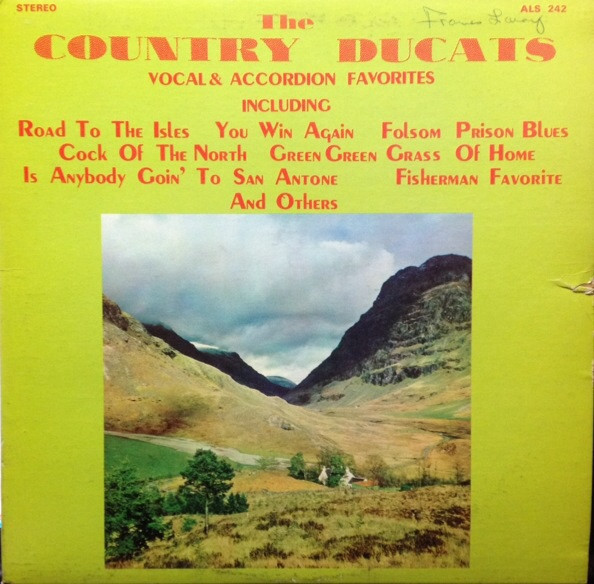 STEREO
ALS 242
The
COUNTRY DUCATS
VOCAL & ACCORDION FAVORITES
INCLUDING
ROAD TO THE ISLES YOU WIN AGAIN FOLSOM PRISON BLUES
COCK OF THE NORTH GREEN GREEN GRASS OF HOME
IS ANYBODY GOIN' TO SAN ANTONE FISHERMAN FAVORITE
AND OTHERS